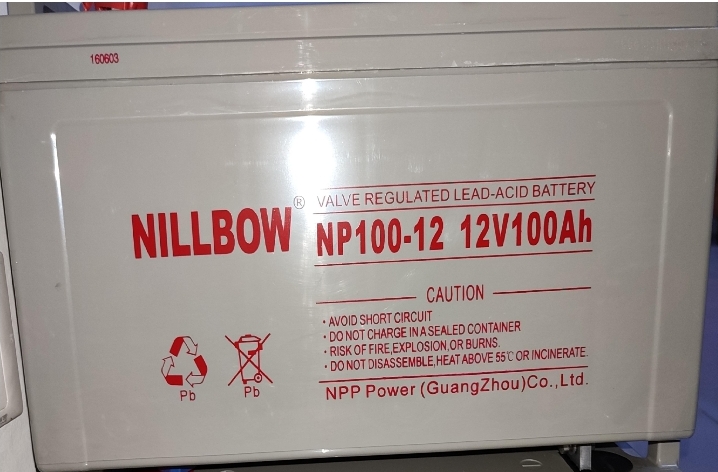 160603
NILLBOW®
VALVE REGULATED LEAD-ACID BATTERY
NP100-12 12V100Ah
CAUTION
· AVOID SHORT CIRCUIT
· DO NOT CHARGE IN A SEALED CONTAINER
· RISK OF FIRE,EXPLOSION,OR BURNS.
· DO NOT DISASSEMBLE,HEAT ABOVE 55℃ OR INCINERATE.
Pb
Pb
NPP Power (GuangZhou)Co.,Ltd.